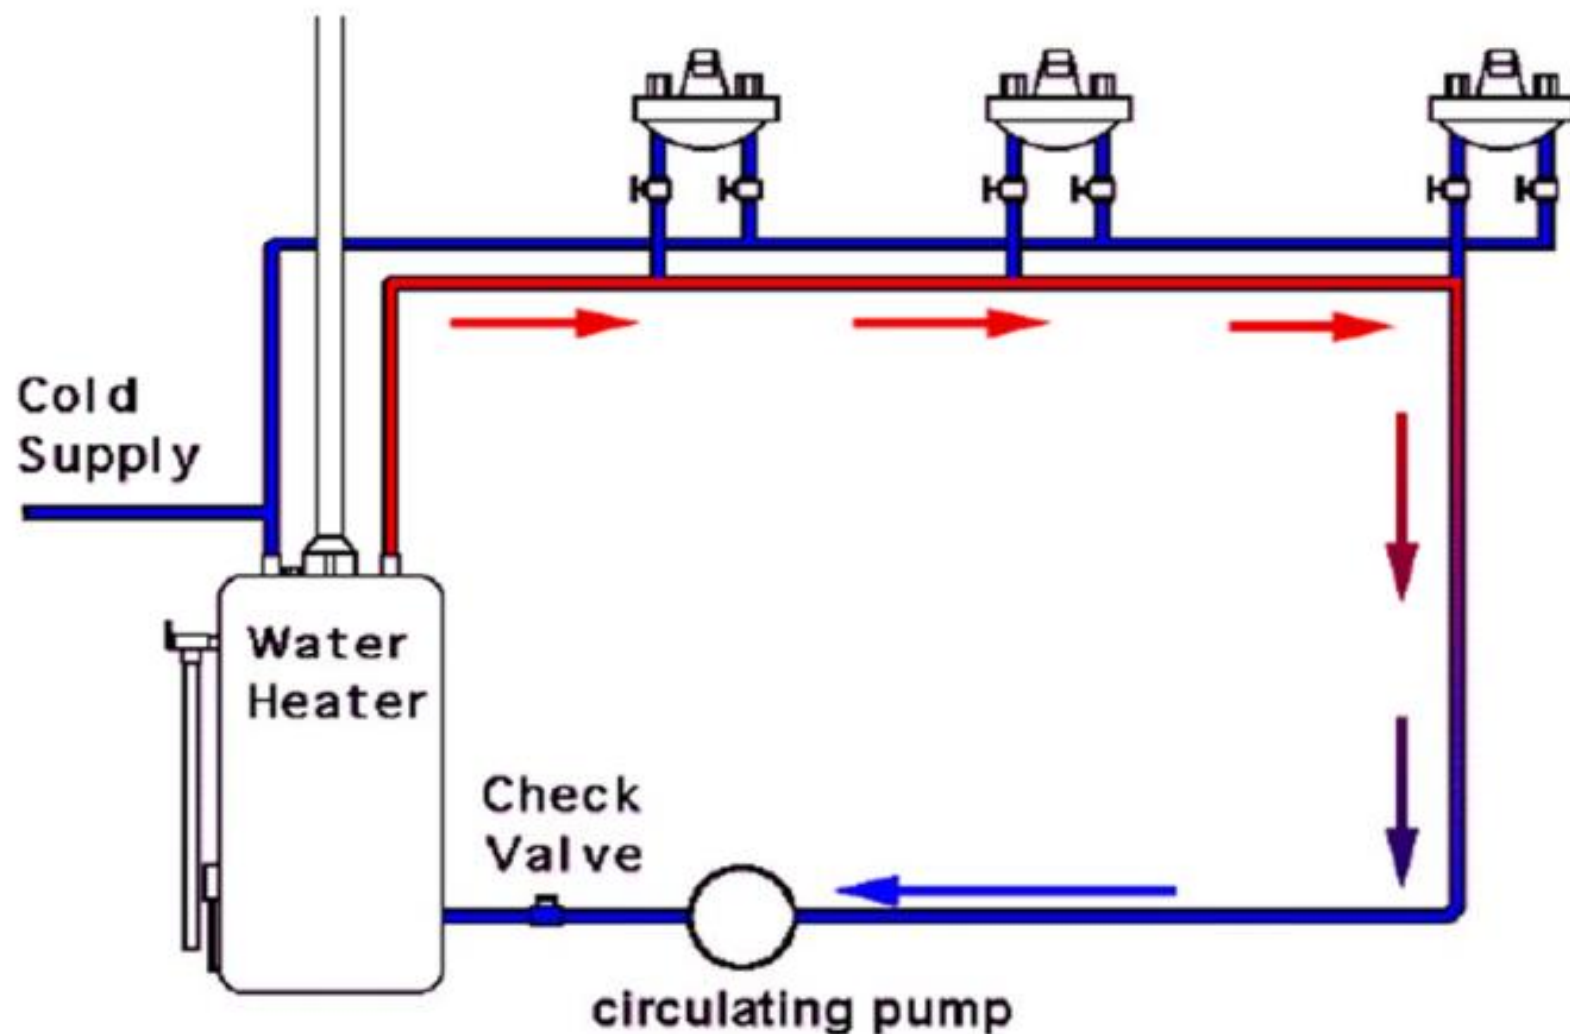 Cold
Supply
Water
Heater
Check
Valve
circulating pump